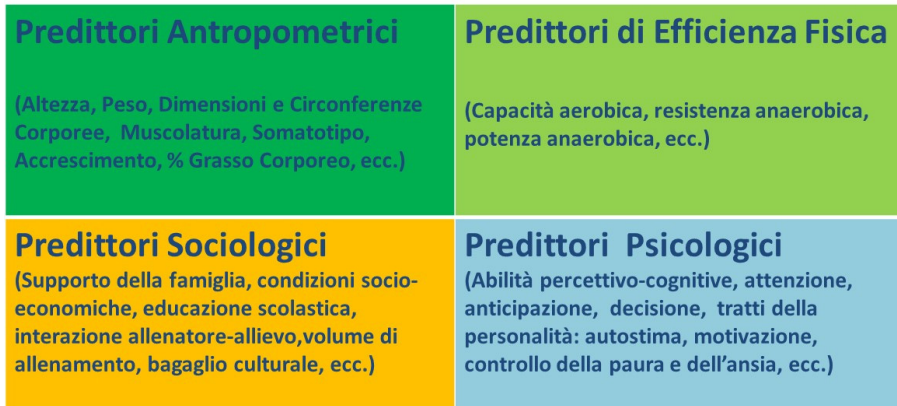 Predittori Antropometrici
(Altezza, Peso, Dimensioni e Circonferenze
Corporee, Muscolatura, Somatotipo,
Accrescimento, % Grasso Corporeo, ecc.)
Predittori di Efficienza Fisica
(Capacità aerobica, resistenza anaerobica,
potenza anaerobica, ecc.)
Predittori Sociologici
(Supporto della famiglia, condizioni socio-
economiche, educazione scolastica,
interazione allenatore-allievo,volume di
allenamento, bagaglio culturale, ecc.)
Predittori Psicologici
(Abilità percettivo-cognitive, attenzione,
anticipazione, decisione, tratti della
personalità: autostima, motivazione,
controllo della paura e dell'ansia, ecc.)